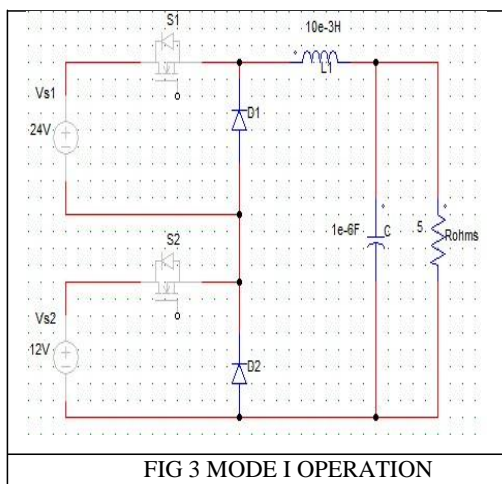 S1
10e-3H
L1
Vs1
24V
D1
S2
1e-6F
C
5
Rohms
Vs2
12V
D2
FIG 3 MODE I OPERATION